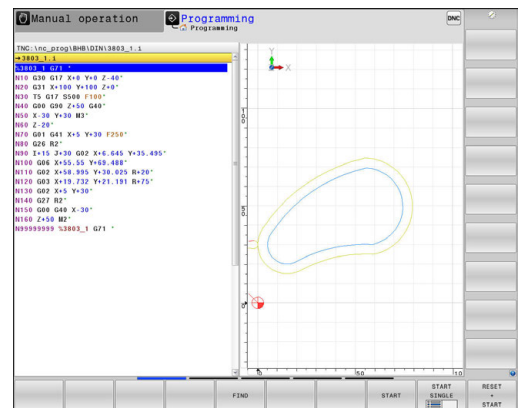 Manual operation
Programming
Programming
DNC
TNC:\nc_prog\BHB\DIN\3803_1.i
→3803_1.i
%3803_1 G71 *
N10 G30 G17 X+0 Y+0 Z-40*
N20 G31 X+100 Y+100 Z+0*
N30 T5 G17 S500 F100*
N40 G00 G90 Z+50 G40*
N50 X-30 Y+30 M3*
N60 Z-20*
N70 G01 G41 X+5 Y+30 F250*
N80 G26 R2*
N90 I+15 J+30 G02 X+6.645 Y+35.495*
N100 G06 X+55.55 Y+69.488*
N110 G02 X+58.995 Y+30.025 R+20*
N120 G03 X+19.732 Y+21.191 R+75*
N130 G02 X+5 Y+30*
N140 G27 R2*
N150 G00 G40 X-30*
N160 Z+50 M2*
N99999999 %3803_1 G71 *
Y
X
100
50
0
0
50
10
FIND
START
START
SINGLE
RESET
+
START